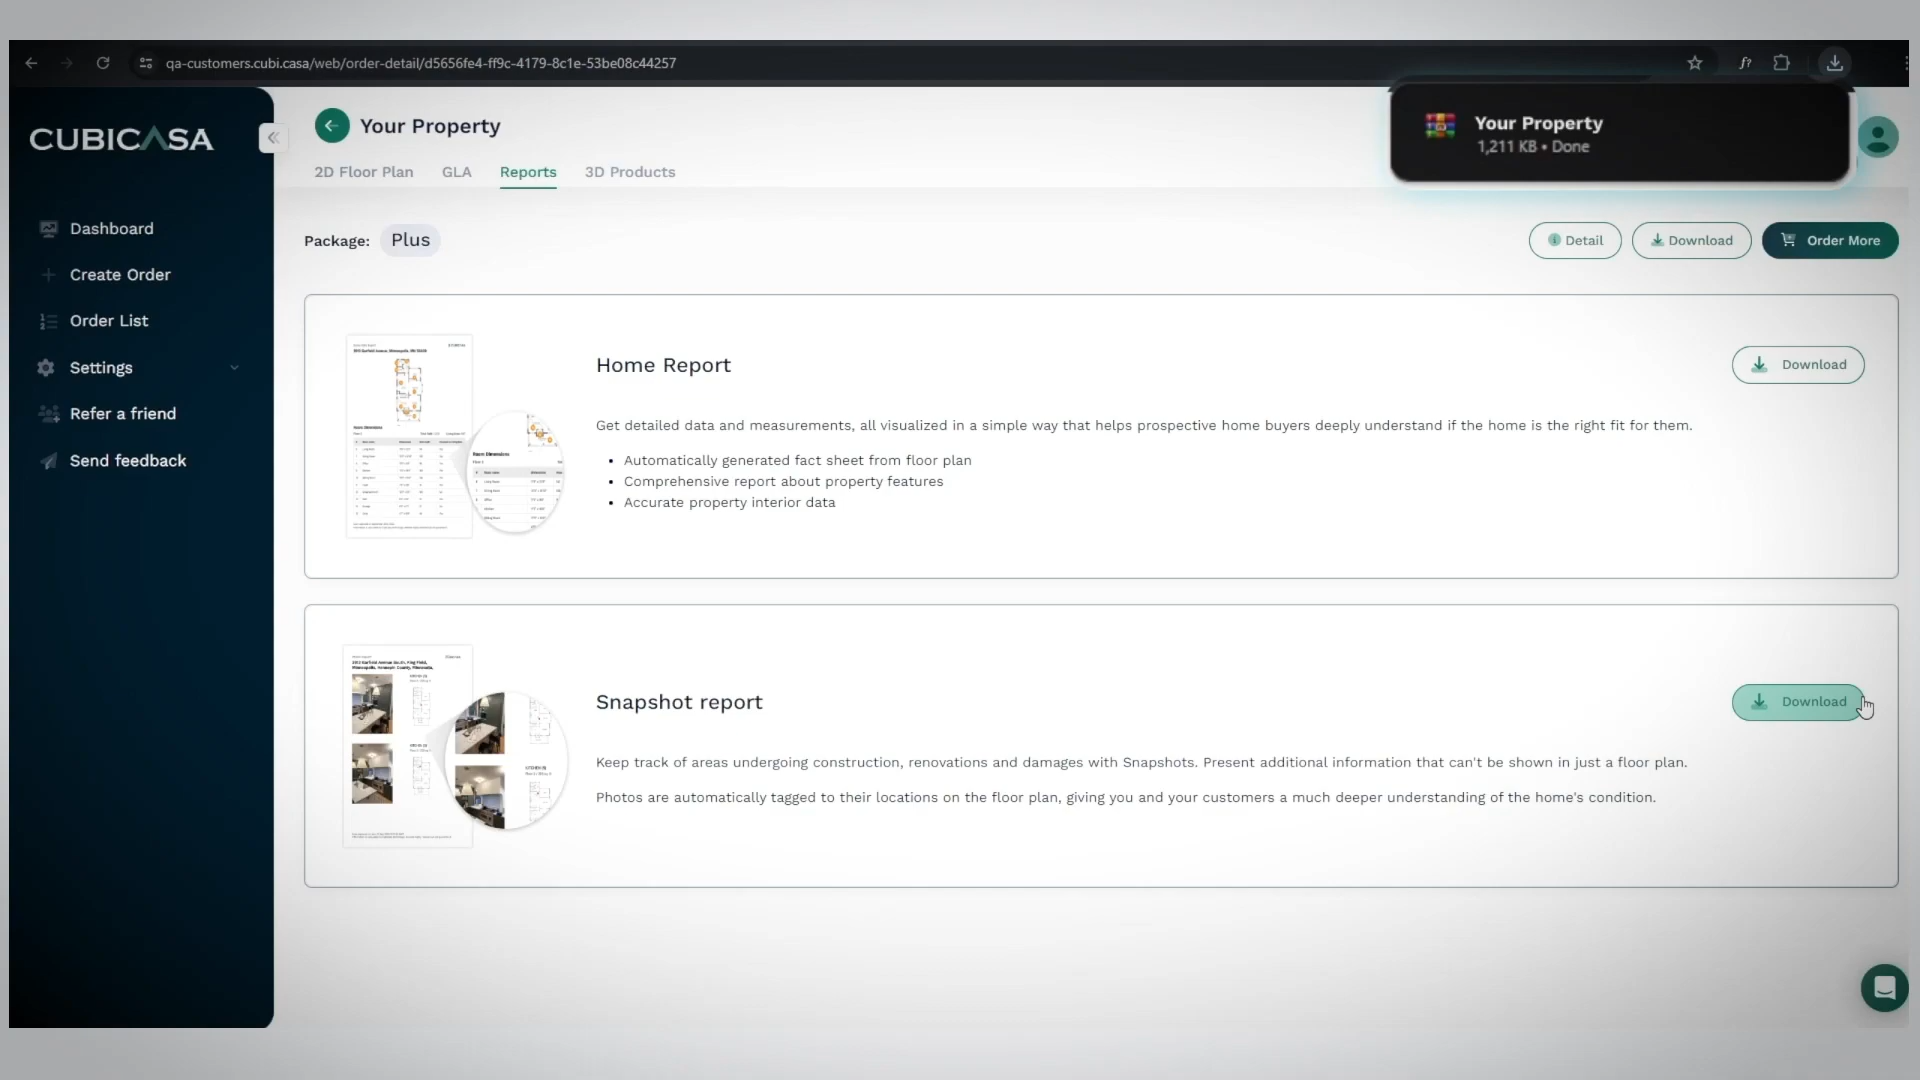 qa-customers.cubi.casa/web/order-detail/d5656fe4-ff9c-4179-8c1e-53be08c44257
Your Property
1,211 KB • Done
CUBICASA
Dashboard
Create Order
Order List
Settings
Refer a friend
Send feedback
Your Property
2D Floor Plan
GLA
Reports
3D Products
Package: Plus
Detail
Download
Order More
Home Report
Download
Get detailed data and measurements, all visualized in a simple way that helps prospective home buyers deeply understand if the home is the right fit for them.
• Automatically generated fact sheet from floor plan
• Comprehensive report about property features
• Accurate property interior data
Room Dimensions
Snapshot report
Download
Keep track of areas undergoing construction, renovations and damages with Snapshots. Present additional information that can't be shown in just a floor plan.
Photos are automatically tagged to their locations on the floor plan, giving you and your customers a much deeper understanding of the home's condition.